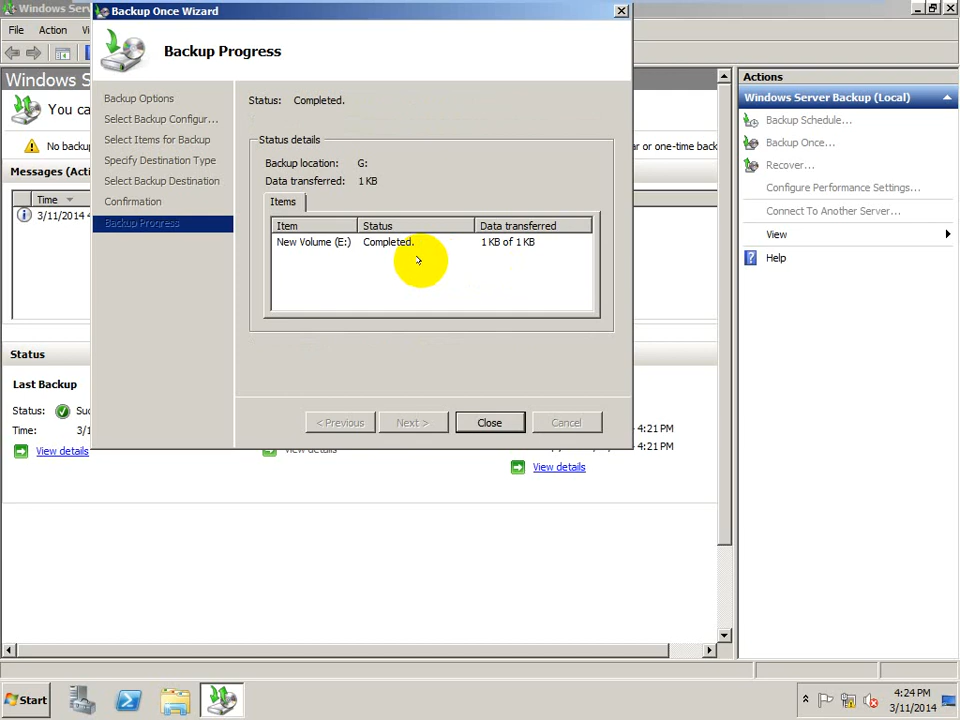 Windows Serv
Backup Once Wizard
File
Action
Backup Progress
Windows S
You ca
No backu
ar or one-time back
Messages (Acti
Time
3/11/2014 4
Backup Options
Select Backup Configur...
Select Items for Backup
Specify Destination Type
Select Backup Destination
Confirmation
Backup Progress
Status: Completed.
Status details
Backup location: G:
Data transferred: 1 KB
Items
Item Status Data transferred
New Volume (E:) Completed. 1 KB of 1 KB
< Previous
Next >
Close
Cancel
Status
Last Backup
Status: Suc
Time: 3/1
View details
View details
4:21 PM
4:21 PM
View details
Actions
Windows Server Backup (Local)
Backup Schedule...
Backup Once...
Recover...
Configure Performance Settings...
Connect To Another Server...
View
Help
Start
4:24 PM
3/11/2014